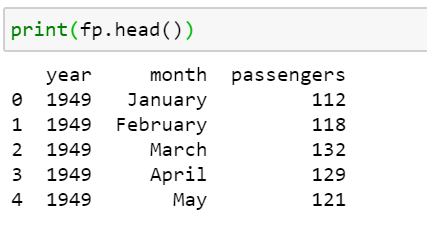 print(fp.head())
year month passengers
0 1949 January 112
1 1949 February 118
2 1949 March 132
3 1949 April 129
4 1949 May 121